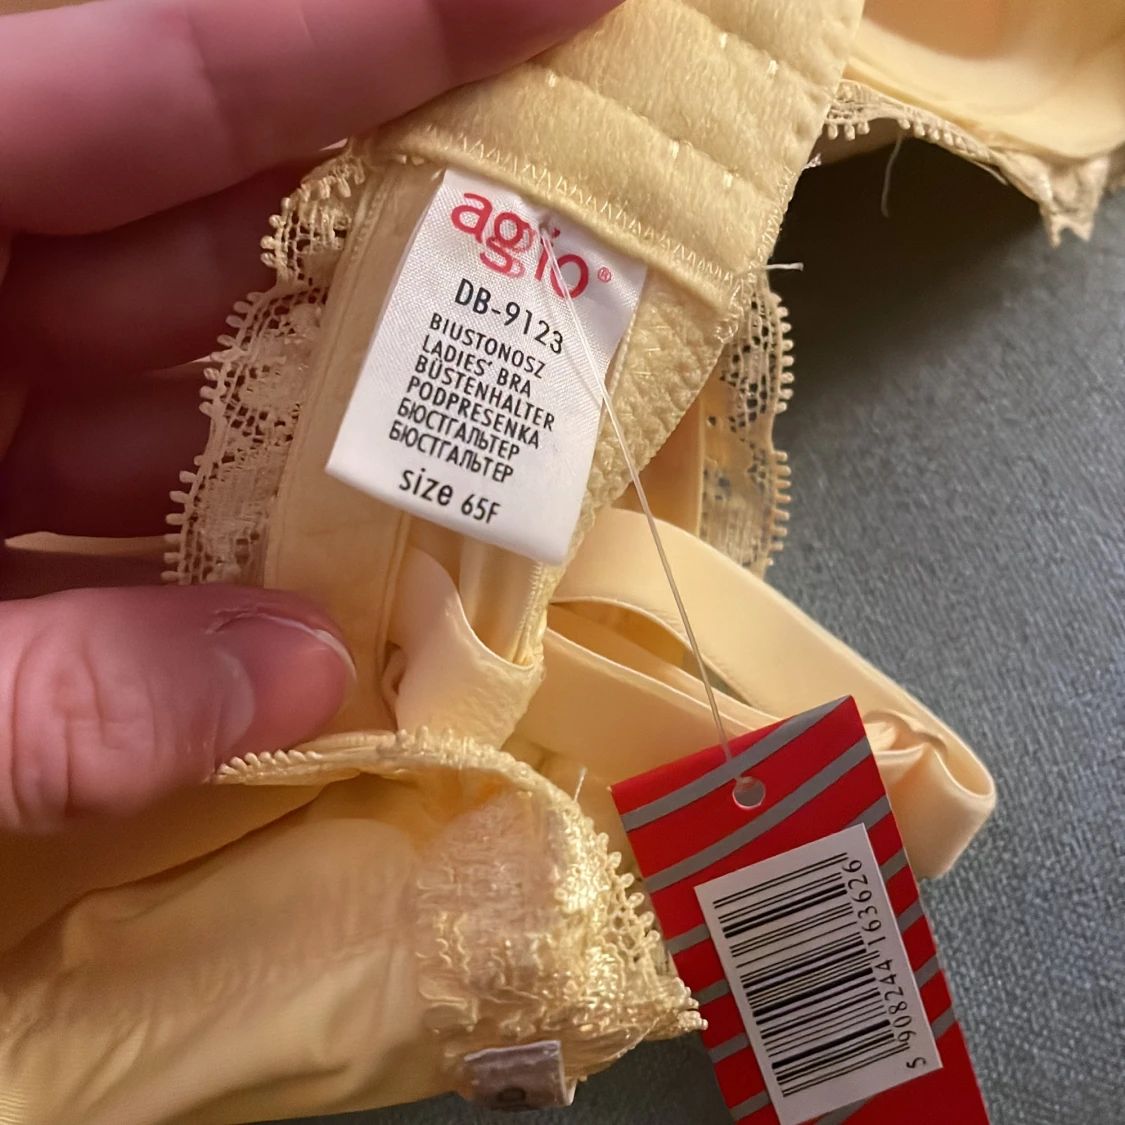 agio®
DB-9123
BIUSTONOSZ
LADIES' BRA
BÜSTENHALTER
PODPRESENKA
БЮСТГАЛЬТЕР
БЮСТГАЛЬТЕР
size 65F
5 908244 163626